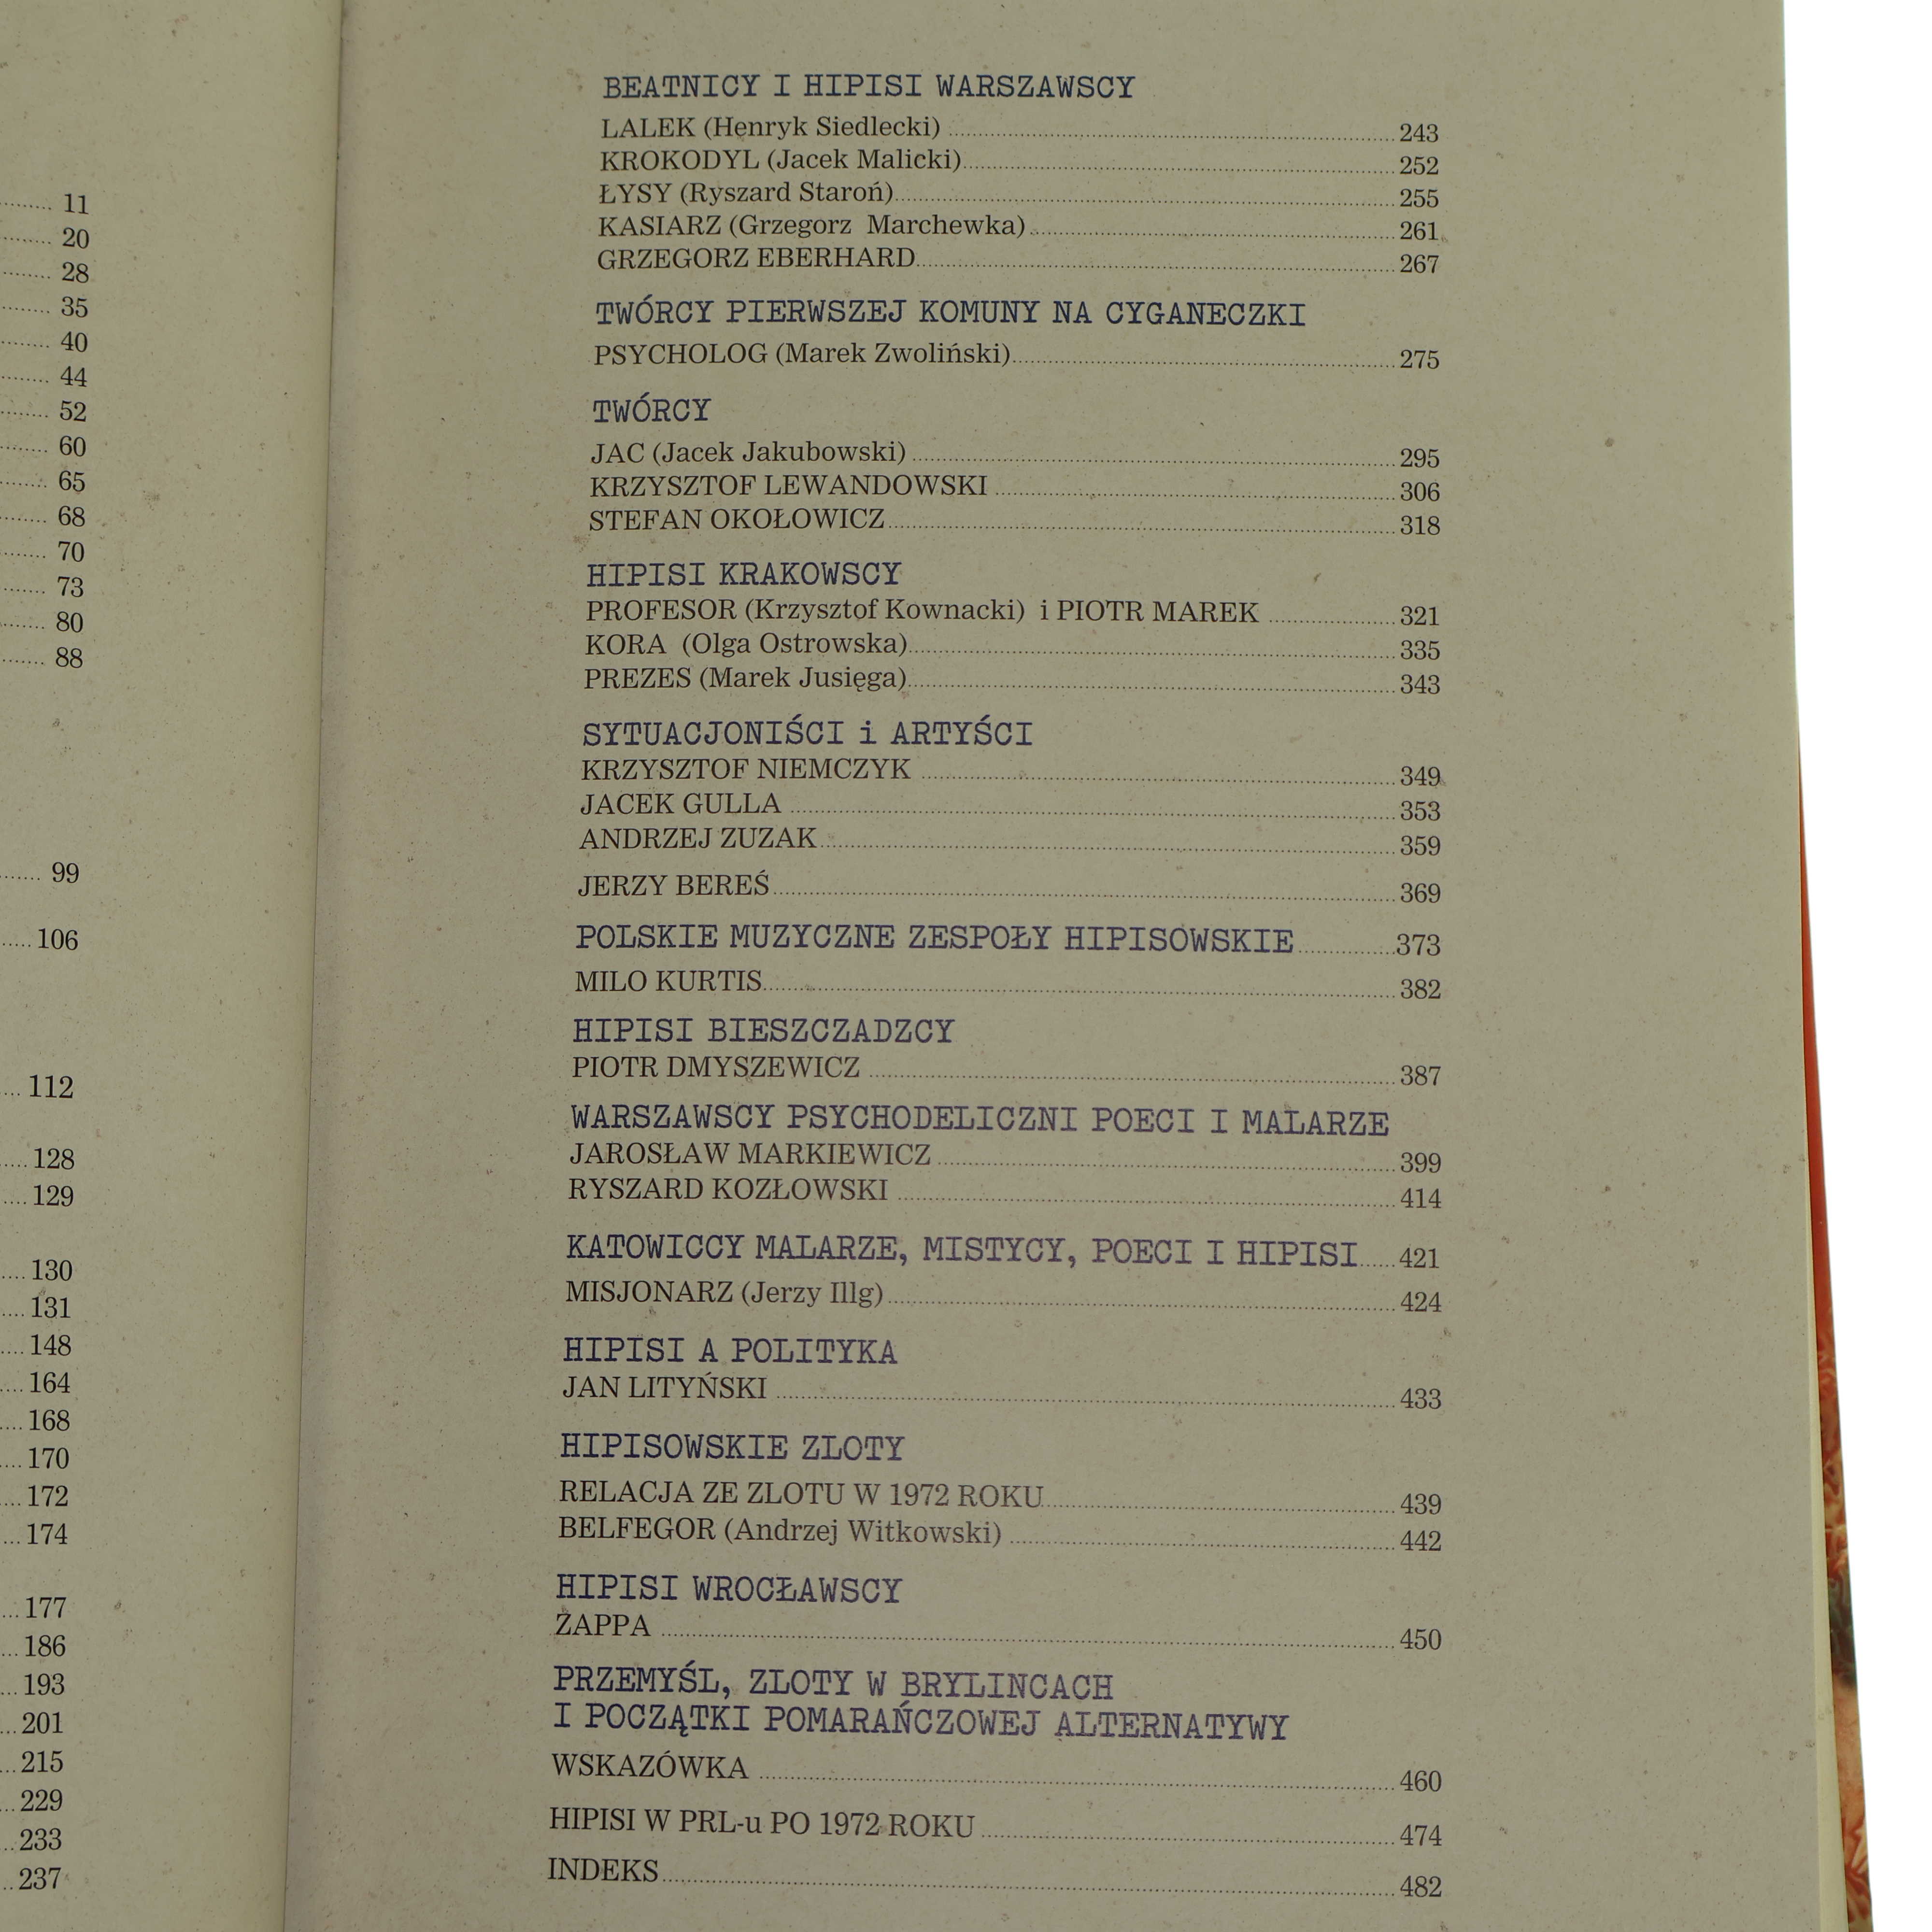 11
20
28
35
40
44
52
60
65
68
70
73
80
88
99
106
112
128
129
130
131
148
164
168
170
172
174
177
186
193
201
215
229
233
237
BEATNICY I HIPISI WARSZAWSCY
LALEK (Henryk Siedlecki) 243
KROKODYL (Jacek Malicki) 252
ŁYSY (Ryszard Staroń) 255
KASIARZ (Grzegorz Marchewka) 261
GRZEGORZ EBERHARD 267
TWÓRCY PIERWSZEJ KOMUNY NA CYGANECZKI
PSYCHOLOG (Marek Zwoliński) 275
TWÓRCY
JAC (Jacek Jakubowski) 295
KRZYSZTOF LEWANDOWSKI 306
STEFAN OKOŁOWICZ 318
HIPISI KRAKOWSCY
PROFESOR (Krzysztof Kownacki) i PIOTR MAREK 321
KORA (Olga Ostrowska) 335
PREZES (Marek Jusięga) 343
SYTUACJONIŚCI i ARTYŚCI
KRZYSZTOF NIEMCZYK 349
JACEK GULLA 353
ANDRZEJ ZUZAK 359
JERZY BEREŚ 369
POLSKIE MUZYCZNE ZESPOŁY HIPISOWSKIE 373
MILO KURTIS 382
HIPISI BIESZCZADZCY
PIOTR DMYSZEWICZ 387
WARSZAWSCY PSYCHODELICZNI POECI I MALARZE
JAROSŁAW MARKIEWICZ 399
RYSZARD KOZŁOWSKI 414
KATOWICCY MALARZE, MISTYCY, POECI I HIPISI 421
MISJONARZ (Jerzy Illg) 424
HIPISI A POLITYKA
JAN LITYŃSKI 433
HIPISOWSKIE ZLOTY
RELACJA ZE ZLOTU W 1972 ROKU 439
BELFEGOR (Andrzej Witkowski) 442
HIPISI WROCŁAWSCY
ZAPPA 450
PRZEMYŚL, ZLOTY W BRYLINCACH
I POCZĄTKI POMARAŃCZOWEJ ALTERNATYWY
WSKAZÓWKA 460
HIPISI W PRL-u PO 1972 ROKU 474
INDEKS 482